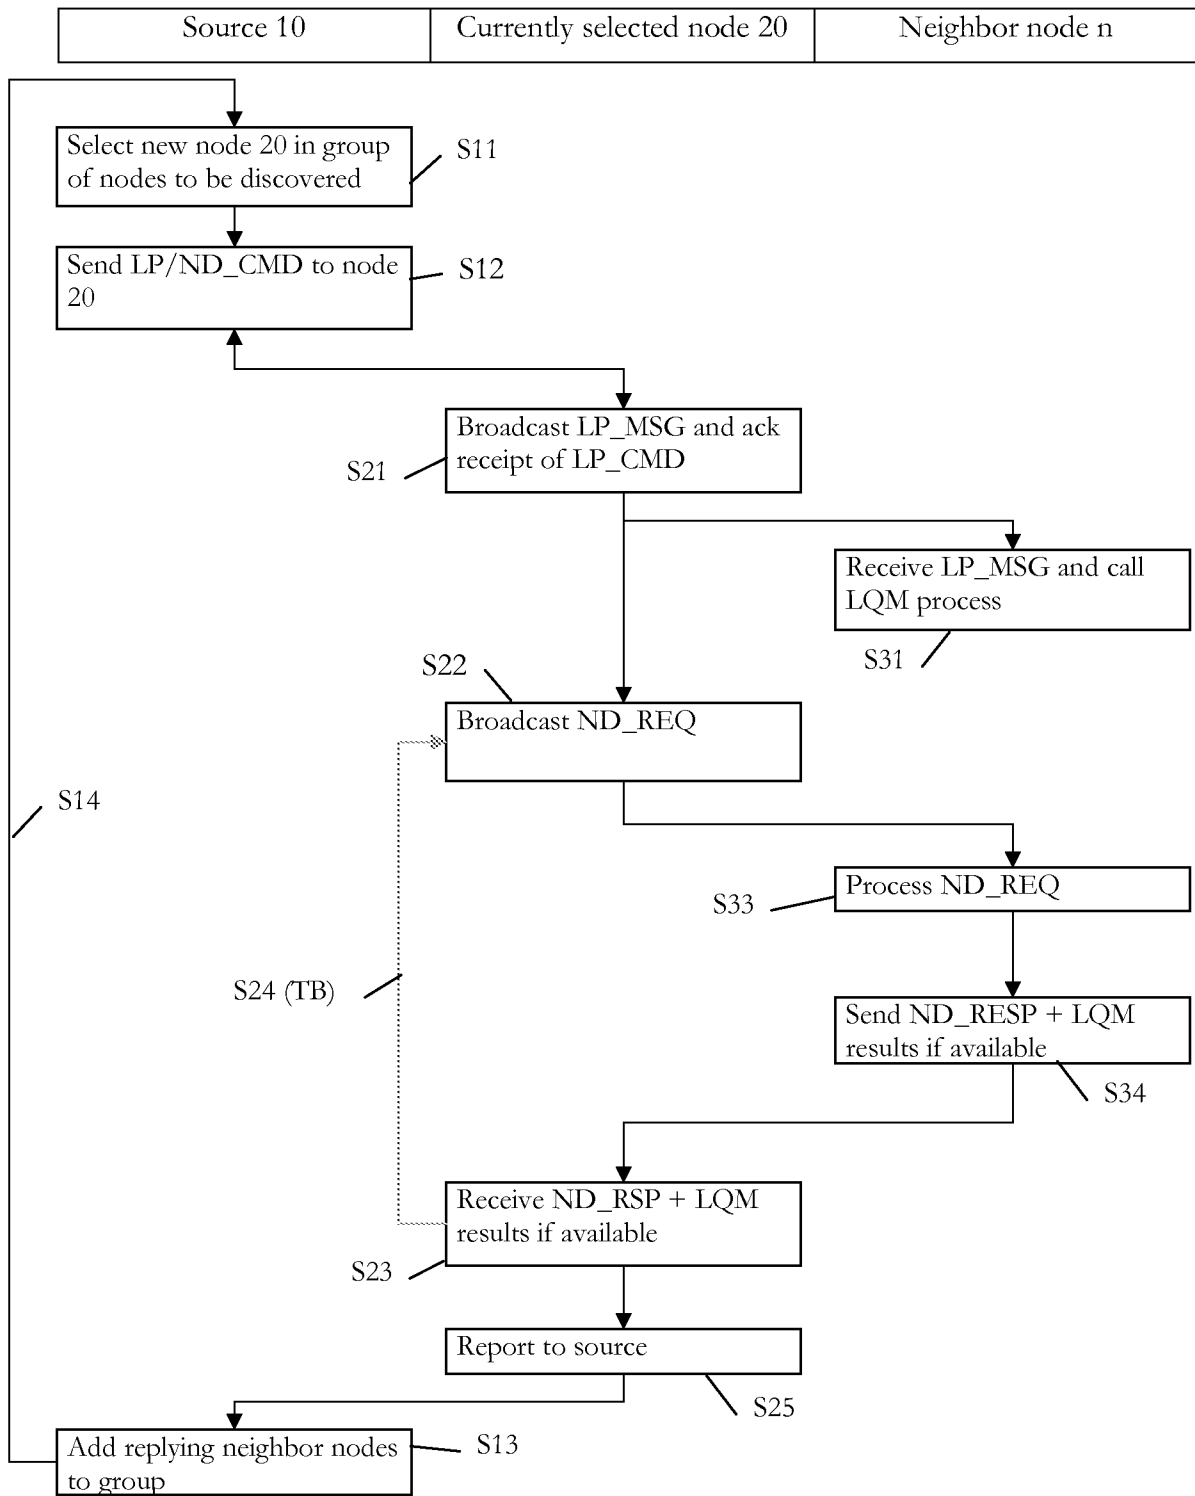 Source 10
Currently selected node 20
Neighbor node n
Select new node 20 in group
of nodes to be discovered
S11
Send LP/ND_CMD to node
20
S12
Broadcast LP_MSG and ack
receipt of LP_CMD
S21
Receive LP_MSG and call
LQM process
S31
S22
Broadcast ND_REQ
S14
Process ND_REQ
S33
S24 (TB)
Send ND_RESP + LQM
results if available
S34
Receive ND_RSP + LQM
results if available
S23
Report to source
S25
Add replying neighbor nodes
to group
S13